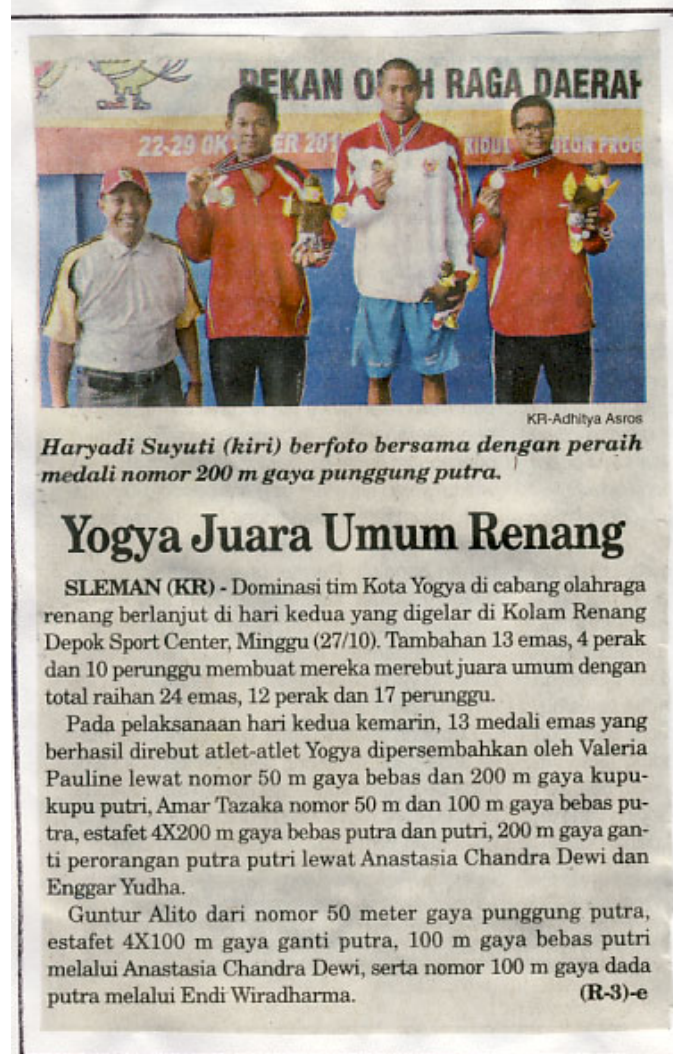 PEKAN O H RAGA DAERAH
22-29 OK ER 201
KIDUL
KR-Adhitya Asros
Haryadi Suyuti (kiri) berfoto bersama dengan peraih
medali nomor 200 m gaya punggung putra.
Yogya Juara Umum Renang
SLEMAN (KR) - Dominasi tim Kota Yogya di cabang olahraga
renang berlanjut di hari kedua yang digelar di Kolam Renang
Depok Sport Center, Minggu (27/10). Tambahan 13 emas, 4 perak
dan 10 perunggu membuat mereka merebut juara umum dengan
total raihan 24 emas, 12 perak dan 17 perunggu.
Pada pelaksanaan hari kedua kemarin, 13 medali emas yang
berhasil direbut atlet-atlet Yogya dipersembahkan oleh Valeria
Pauline lewat nomor 50 m gaya bebas dan 200 m gaya kupu-
kupu putri, Amar Tazaka nomor 50 m dan 100 m gaya bebas pu-
tra, estafet 4X200 m gaya bebas putra dan putri, 200 m gaya gan-
ti perorangan putra putri lewat Anastasia Chandra Dewi dan
Enggar Yudha.
Guntur Alito dari nomor 50 meter gaya punggung putra,
estafet 4X100 m gaya ganti putra, 100 m gaya bebas putri
melalui Anastasia Chandra Dewi, serta nomor 100 m gaya dada
putra melalui Endi Wiradharma. (R-3)-e